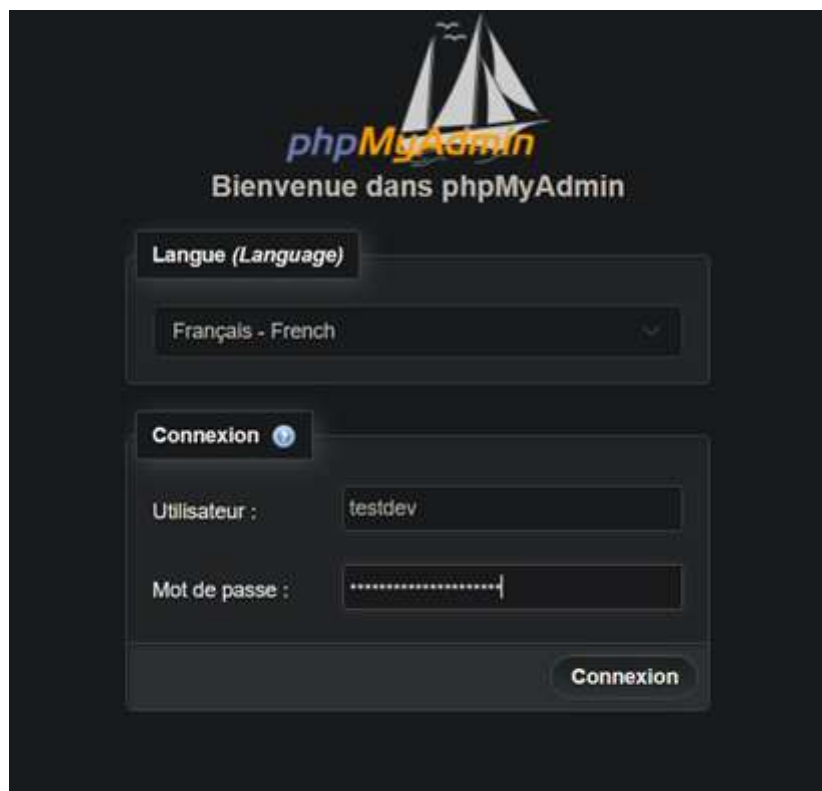 phpMyAdmin
Bienvenue dans phpMyAdmin
Langue (Language)
Français - French
Connexion
Utilisateur :
testdev
Mot de passe :
Connexion